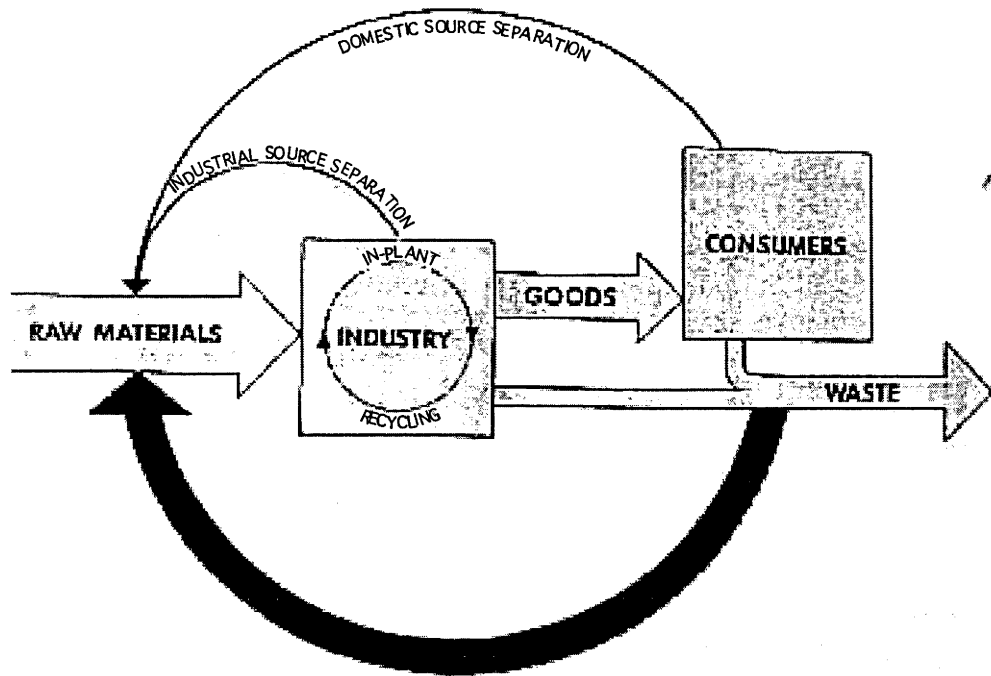 DOMESTIC SOURCE SEPARATION
INDUSTRIAL SOURCE SEPARATION
CONSUMERS
IN-PLANT
GOODS
RAW MATERIALS
INDUSTRY
WASTE
RECYCLING